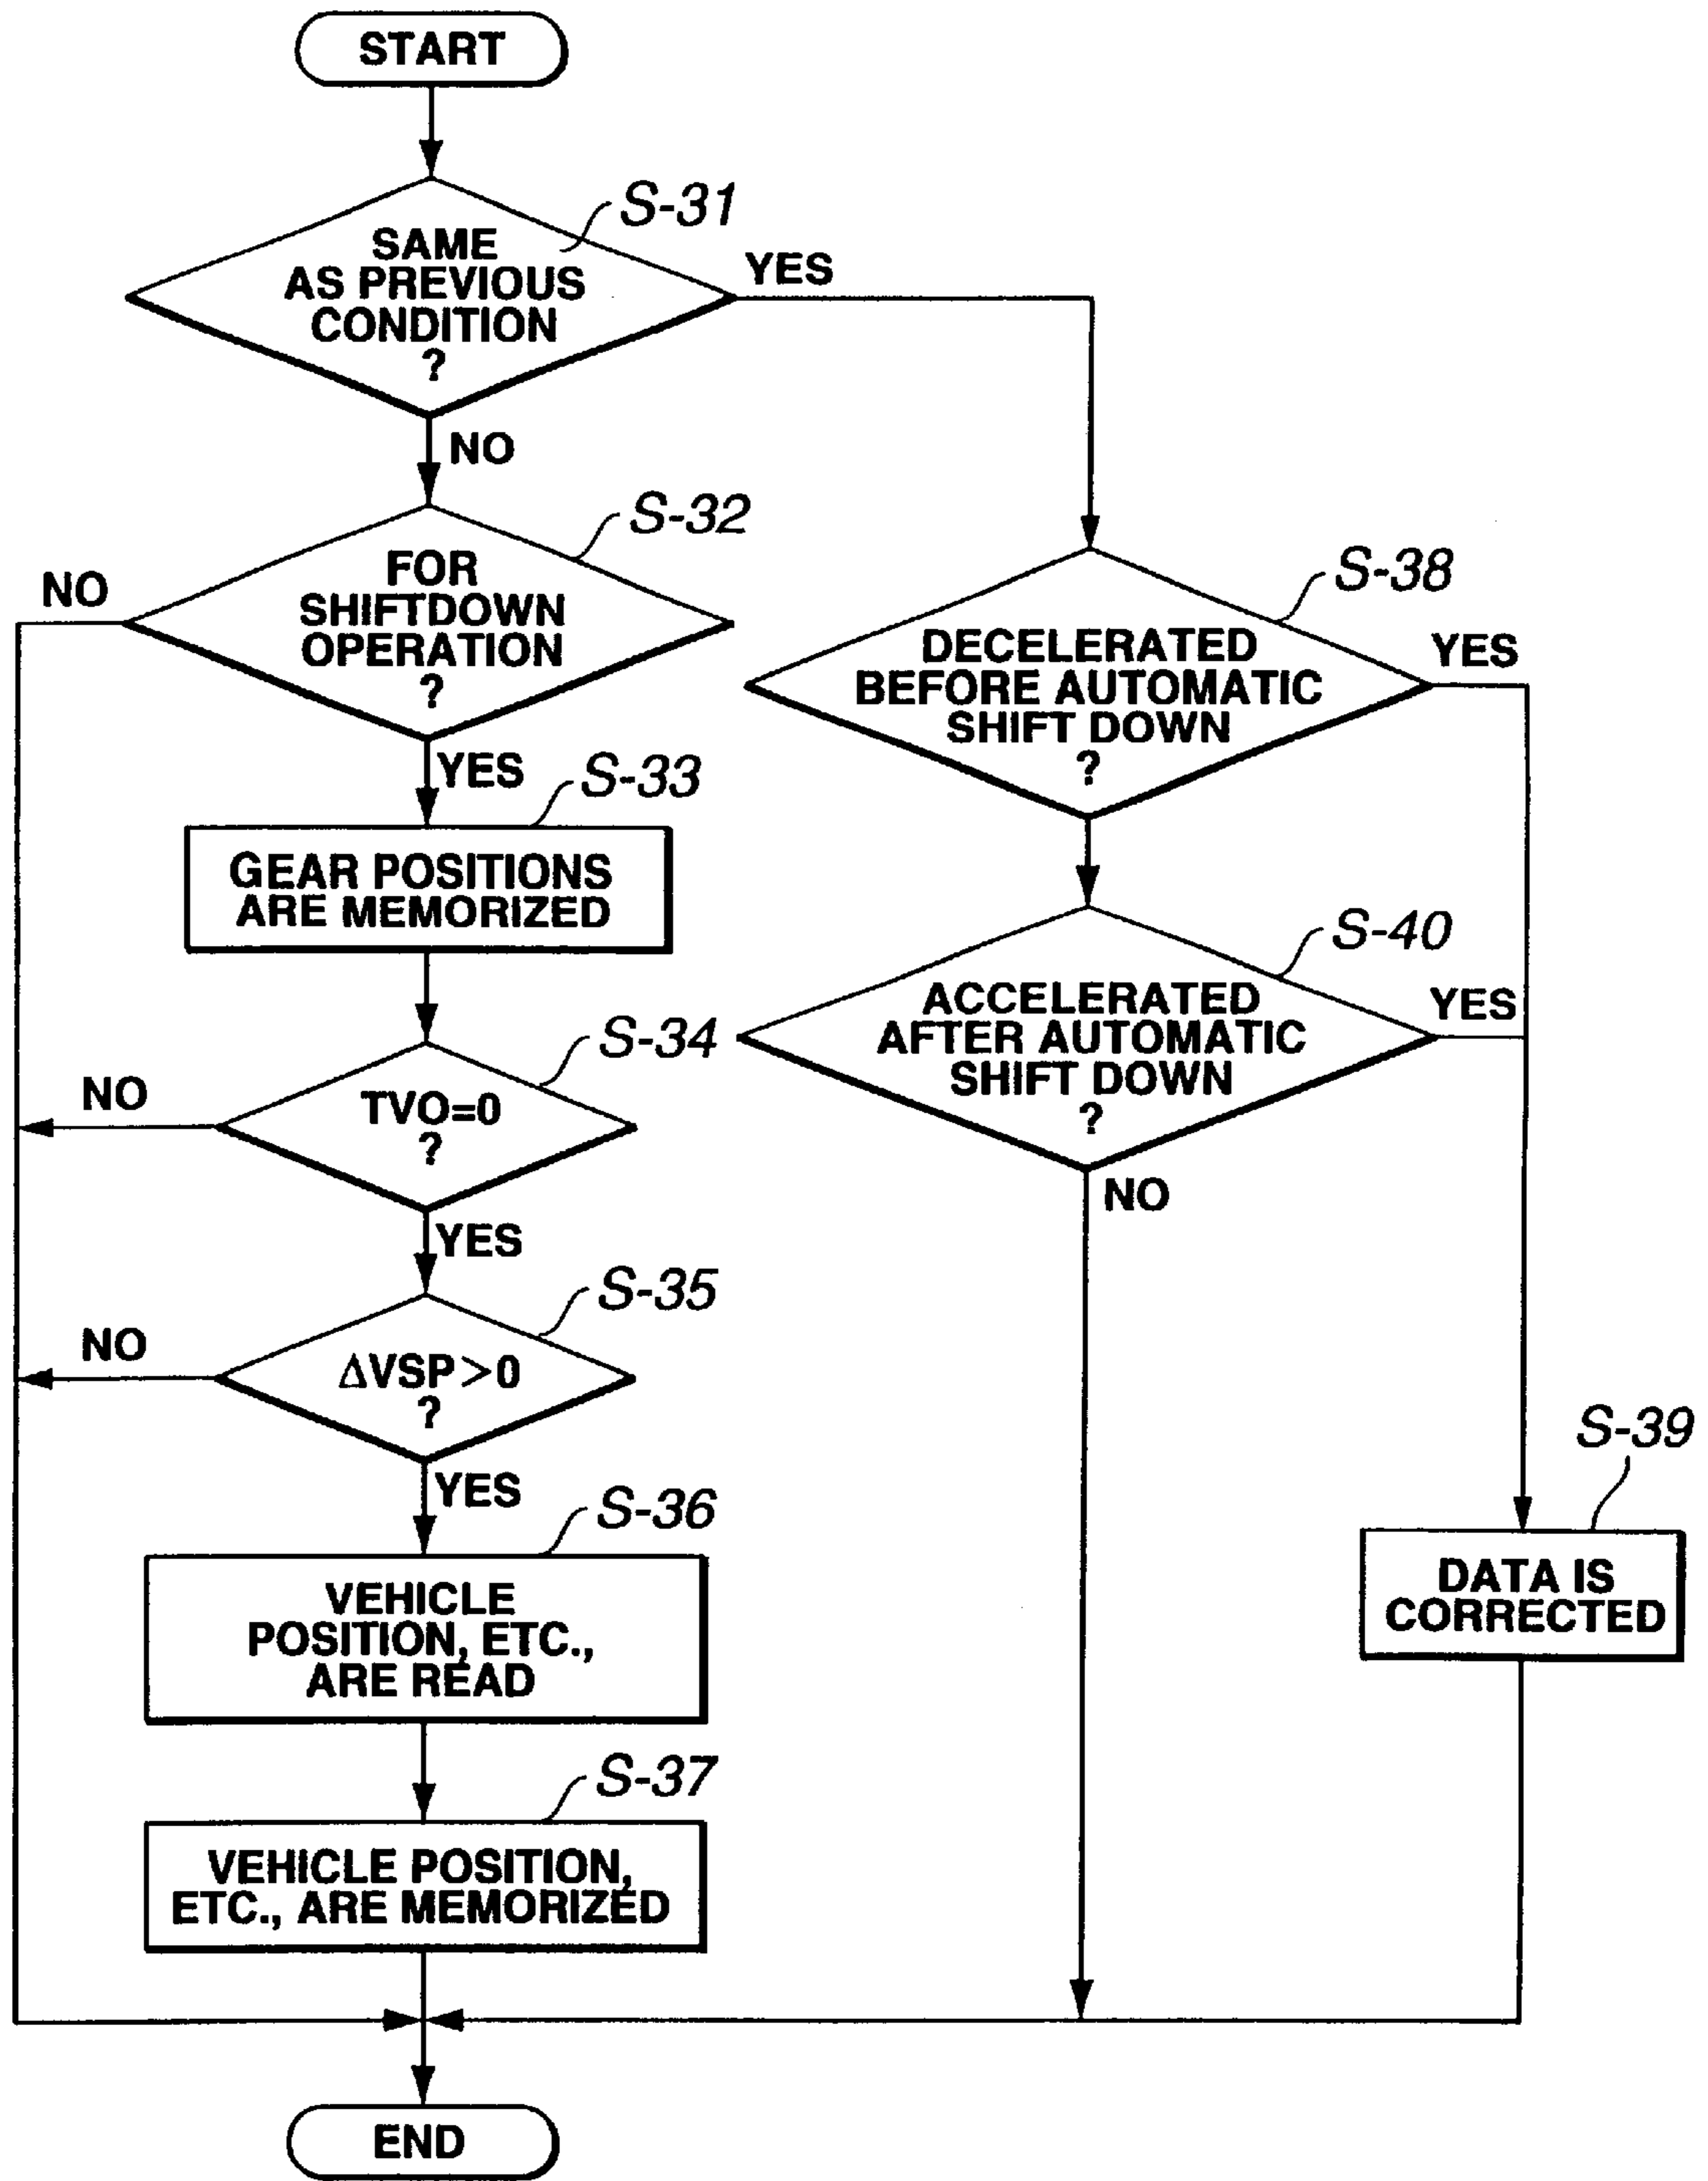 START
S-31
SAME
AS PREVIOUS
CONDITION
?
YES
NO
S-32
FOR
SHIFTDOWN
OPERATION
?
NO
YES
S-33
GEAR POSITIONS
ARE MEMORIZED
S-34
TVO=0
?
NO
YES
S-35
ΔVSP>0
?
NO
YES
S-36
VEHICLE
POSITION, ETC.,
ARE READ
S-37
VEHICLE POSITION,
ETC., ARE MEMORIZED
S-38
DECELERATED
BEFORE AUTOMATIC
SHIFT DOWN
?
YES
S-40
ACCELERATED
AFTER AUTOMATIC
SHIFT DOWN
?
YES
NO
S-39
DATA IS
CORRECTED
END